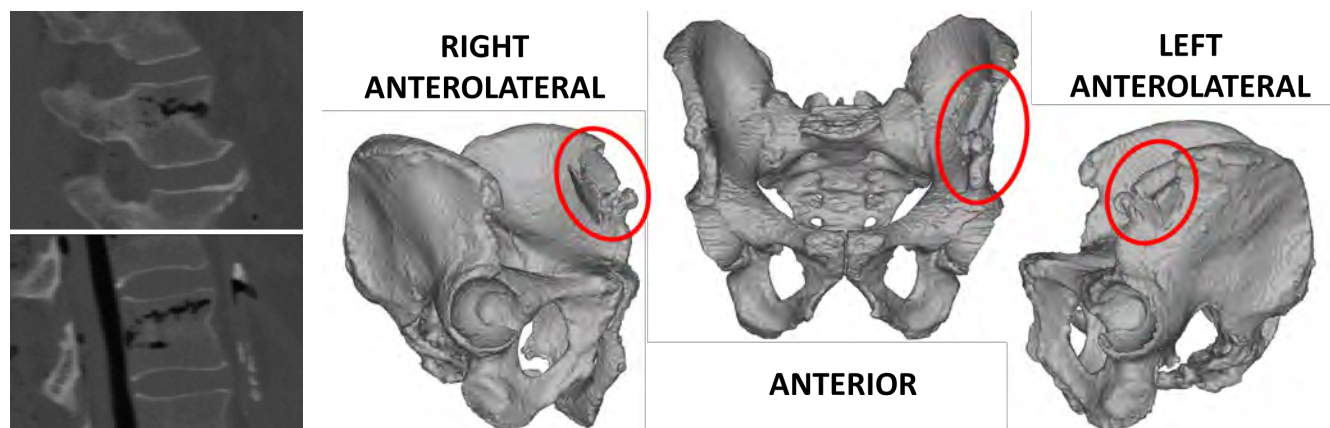 RIGHT
ANTEROLATERAL
LEFT
ANTEROLATERAL
ANTERIOR